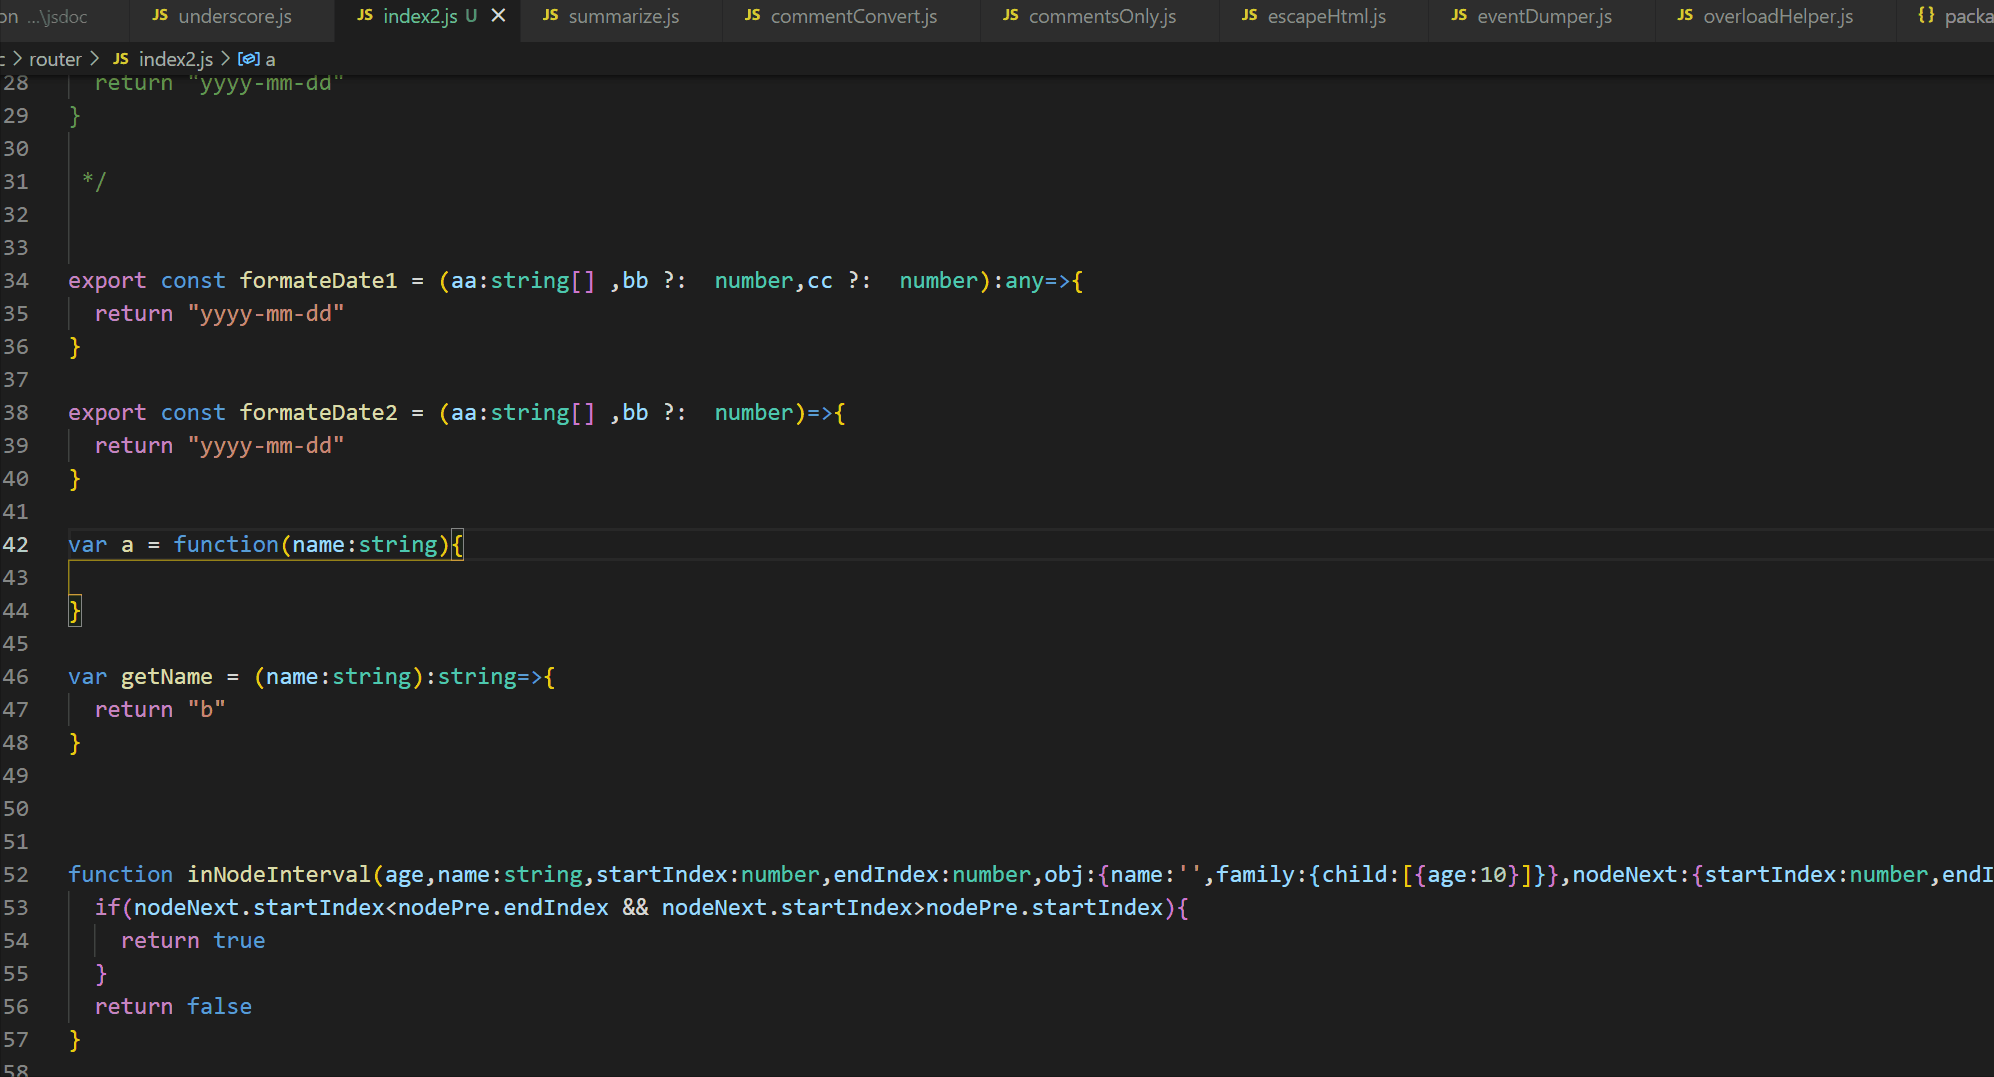 on ...\jsdoc JS underscore.js JS index2.js U JS summarize.js JS commentConvert.js JS commentsOnly.js JS escapeHtml.js JS eventDumper.js JS overloadHelper.js {} packa
c > router > JS index2.js > a
28 return "yyyy-mm-dd"
29 }
30
31 */
32
33
34 export const formateDate1 = (aa:string[] ,bb ?:  number,cc ?:  number):any=>{
35 return "yyyy-mm-dd"
36 }
37
38 export const formateDate2 = (aa:string[] ,bb ?:  number)=>{
39 return "yyyy-mm-dd"
40 }
41
42 var a = function(name:string){
43
44 }
45
46 var getName = (name:string):string=>{
47 return "b"
48 }
49
50
51
52 function inNodeInterval(age,name:string,startIndex:number,endIndex:number,obj:{name:'',family:{child:[{age:10}]}},nodeNext:{startIndex:number,endI
53 if(nodeNext.startIndex<nodePre.endIndex && nodeNext.startIndex>nodePre.startIndex){
54 return true
55 }
56 return false
57 }
58